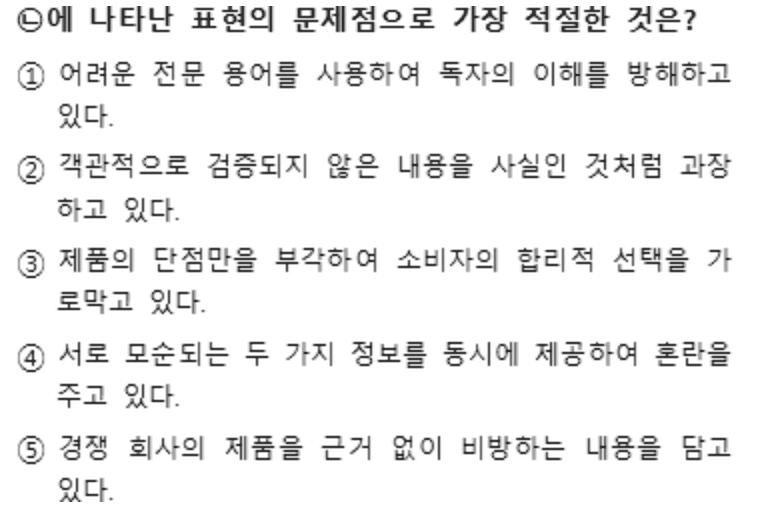 ㉡에 나타난 표현의 문제점으로 가장 적절한 것은?
① 어려운 전문 용어를 사용하여 독자의 이해를 방해하고
있다.
② 객관적으로 검증되지 않은 내용을 사실인 것처럼 과장
하고 있다.
③ 제품의 단점만을 부각하여 소비자의 합리적 선택을 가
로막고 있다.
④ 서로 모순되는 두 가지 정보를 동시에 제공하여 혼란을
주고 있다.
⑤ 경쟁 회사의 제품을 근거 없이 비방하는 내용을 담고
있다.